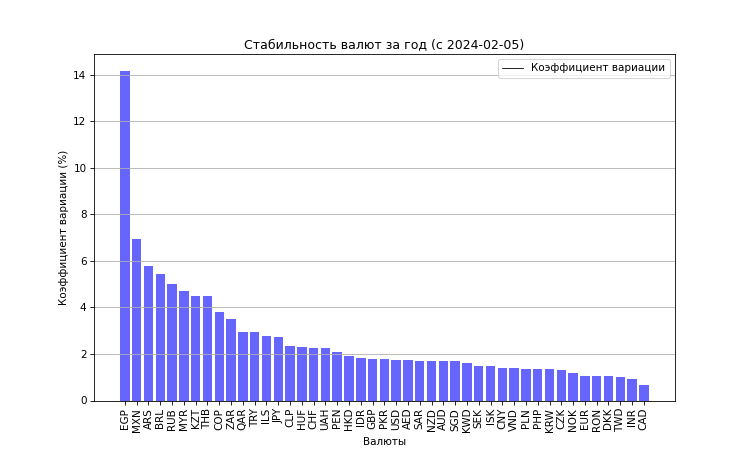 Стабильность валют за год (с 2024-02-05)
Коэффициент вариации
Коэффициент вариации (%)
14
12
10
8
6
4
2
0
EGP MXN ARS BRL RUB MYR KZT THB COP ZAR QAR TRY ILS JPY CLP HUF CHF UAH PEN HKD IDR GBP PKR USD AED SAR NZD AUD SGD KWD SEK ISK CNY VND PLN PHP KRW CZK NOK EUR RON DKK TWD INR CAD
Валюты